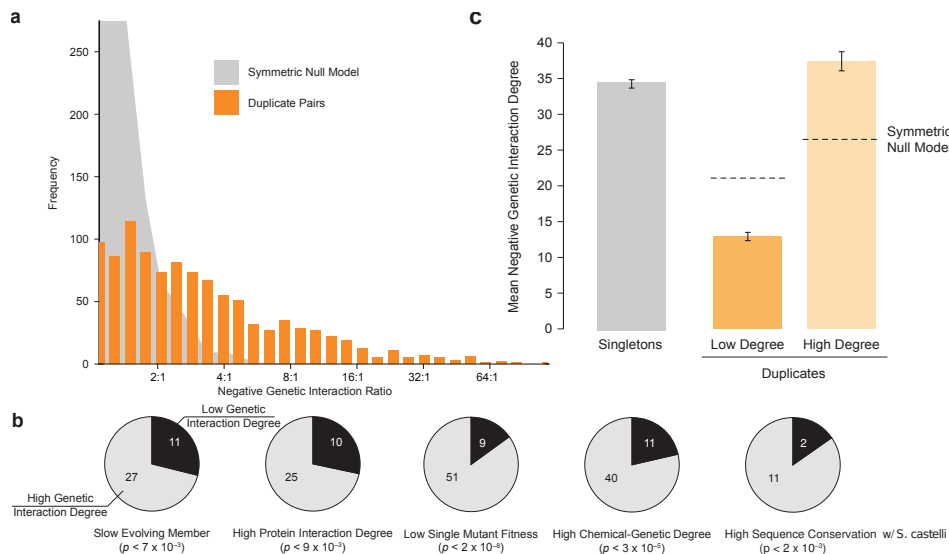 a
250
200
150
100
50
0
Frequency
Symmetric Null Model
Duplicate Pairs
2:1
4:1
8:1
16:1
32:1
64:1
Negative Genetic Interaction Ratio
c
40
35
30
25
20
15
10
5
0
Mean Negative Genetic Interaction Degree
Symmetric
Null Model
Singletons
Low Degree
High Degree
Duplicates
b
Low Genetic
Interaction Degree
High Genetic
Interaction Degree
11
27
Slow Evolving Member
(p < 7 x 10⁻³)
10
25
High Protein Interaction Degree
(p < 9 x 10⁻³)
9
51
Low Single Mutant Fitness
(p < 2 x 10⁻⁸)
11
40
High Chemical-Genetic Degree
(p < 3 x 10⁻⁵)
2
11
High Sequence Conservation w/ S. castelli
(p < 2 x 10⁻³)